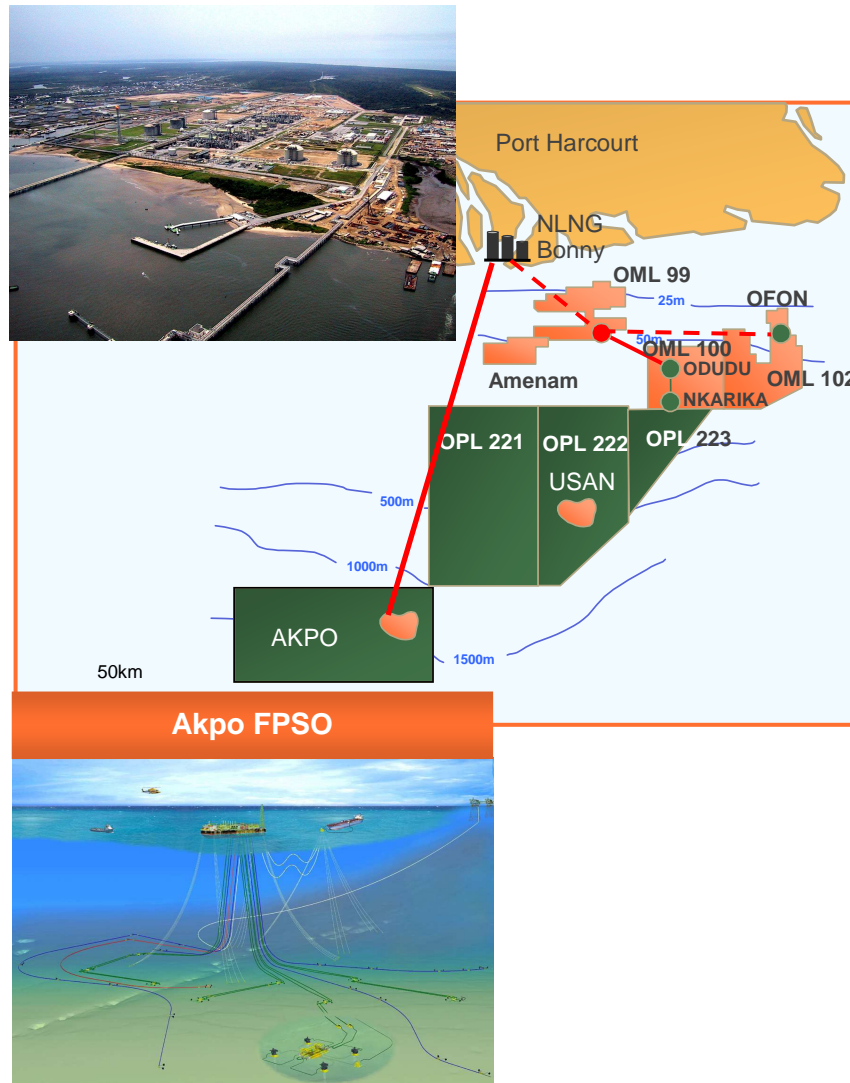 Port Harcourt
NLNG
Bonny
OML 99
25m
OFON
50m
OML 100
ODUDU
Amenam
OML 102
NKARIKA
OPL 221
OPL 222
OPL 223
USAN
500m
1000m
AKPO
1500m
50km
Akpo FPSO